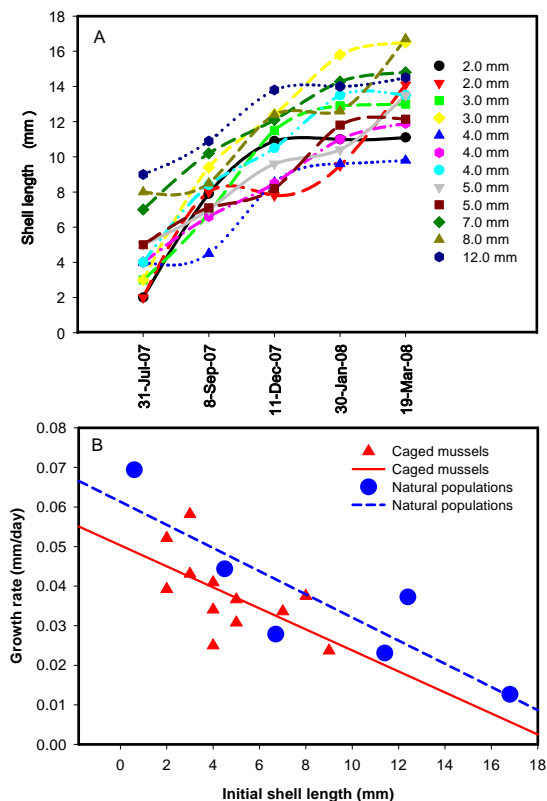 A
18
16
14
12
10
8
6
4
2
0
Shell length (mm)
31-Jul-07
8-Sep-07
11-Dec-07
30-Jan-08
19-Mar-08
2.0 mm
2.0 mm
3.0 mm
3.0 mm
4.0 mm
4.0 mm
4.0 mm
5.0 mm
5.0 mm
7.0 mm
8.0 mm
12.0 mm
B
0.08
0.07
0.06
0.05
0.04
0.03
0.02
0.01
0.00
Growth rate (mm/day)
Caged mussels
Caged mussels
Natural populations
Natural populations
0 2 4 6 8 10 12 14 16 18
Initial shell length (mm)